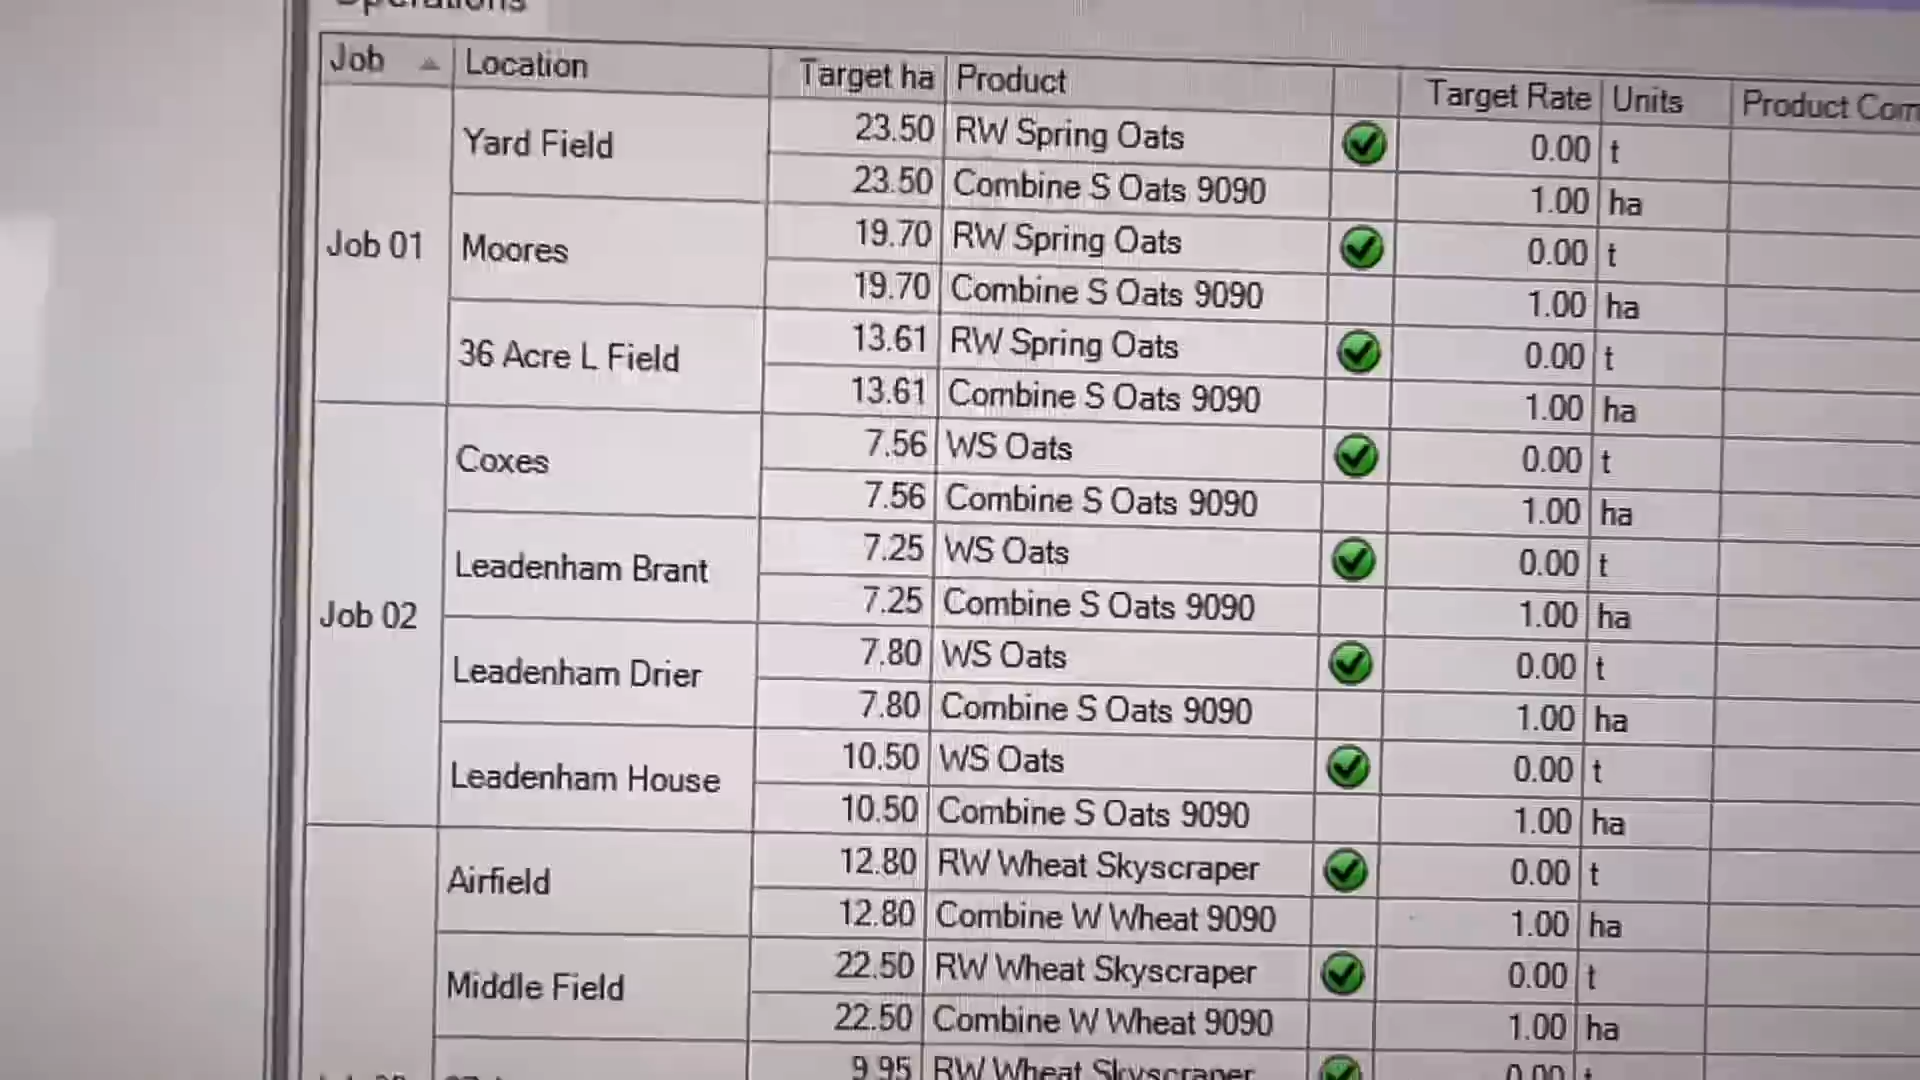 Operations
Job Location Target ha Product Target Rate Units Product Com
Job 01 Yard Field 23.50 RW Spring Oats 0.00 t
23.50 Combine S Oats 9090 1.00 ha
Moores 19.70 RW Spring Oats 0.00 t
19.70 Combine S Oats 9090 1.00 ha
36 Acre L Field 13.61 RW Spring Oats 0.00 t
13.61 Combine S Oats 9090 1.00 ha
Job 02 Coxes 7.56 WS Oats 0.00 t
7.56 Combine S Oats 9090 1.00 ha
Leadenham Brant 7.25 WS Oats 0.00 t
7.25 Combine S Oats 9090 1.00 ha
Leadenham Drier 7.80 WS Oats 0.00 t
7.80 Combine S Oats 9090 1.00 ha
Leadenham House 10.50 WS Oats 0.00 t
10.50 Combine S Oats 9090 1.00 ha
Airfield 12.80 RW Wheat Skyscraper 0.00 t
12.80 Combine W Wheat 9090 1.00 ha
Middle Field 22.50 RW Wheat Skyscraper 0.00 t
22.50 Combine W Wheat 9090 1.00 ha
9.95 RW Wheat Skyscraper 0.00 t